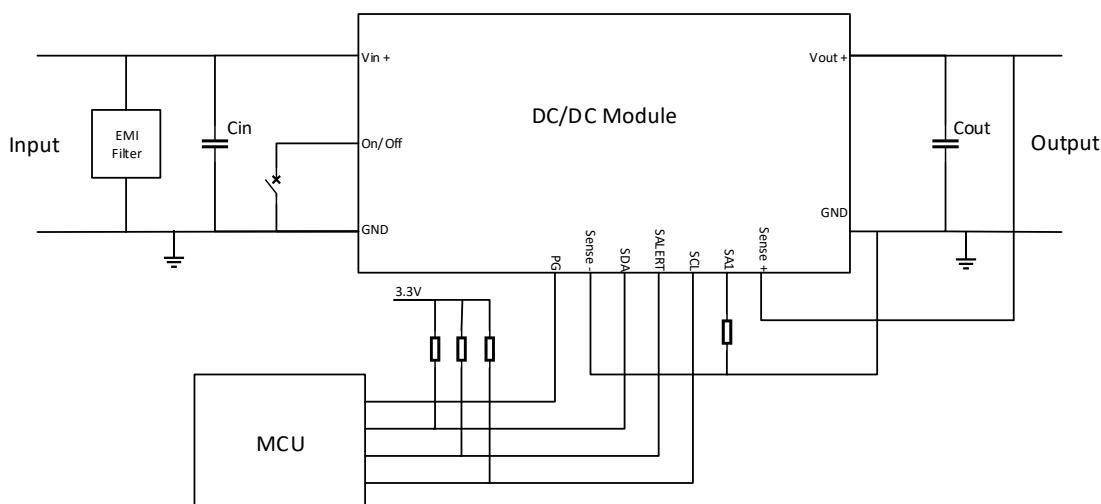 Vin +
Vout +
DC/DC Module
EMI
Filter
Cin
Cout
Input
On/Off
Output
GND
GND
PG
Sense -
SDA
SALERT
SCL
SA1
Sense +
3.3V
MCU